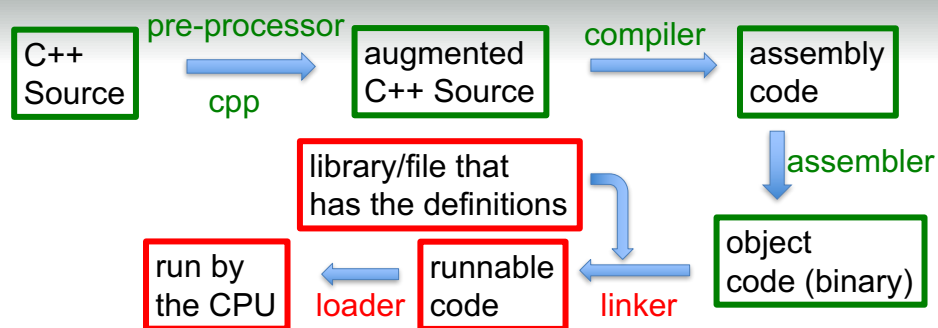 pre-processor
C++
Source
cpp
augmented
C++ Source
compiler
assembly
code
assembler
library/file that
has the definitions
object
code (binary)
linker
runnable
code
loader
run by
the CPU